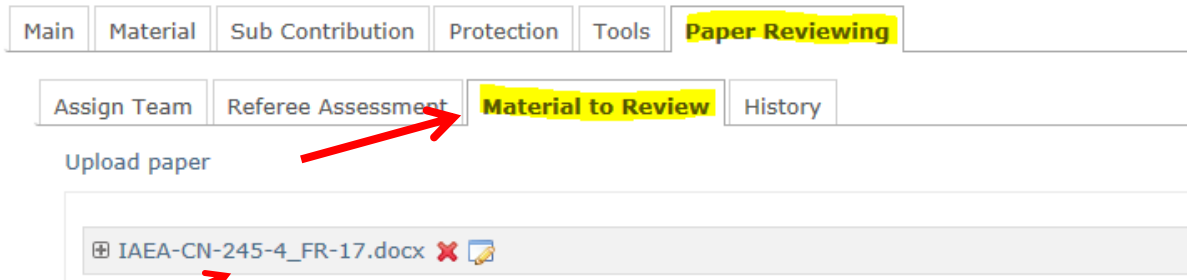 Main Material Sub Contribution Protection Tools Paper Reviewing
Assign Team Referee Assessment Material to Review History
Upload paper
IAEA-CN-245-4_FR-17.docx